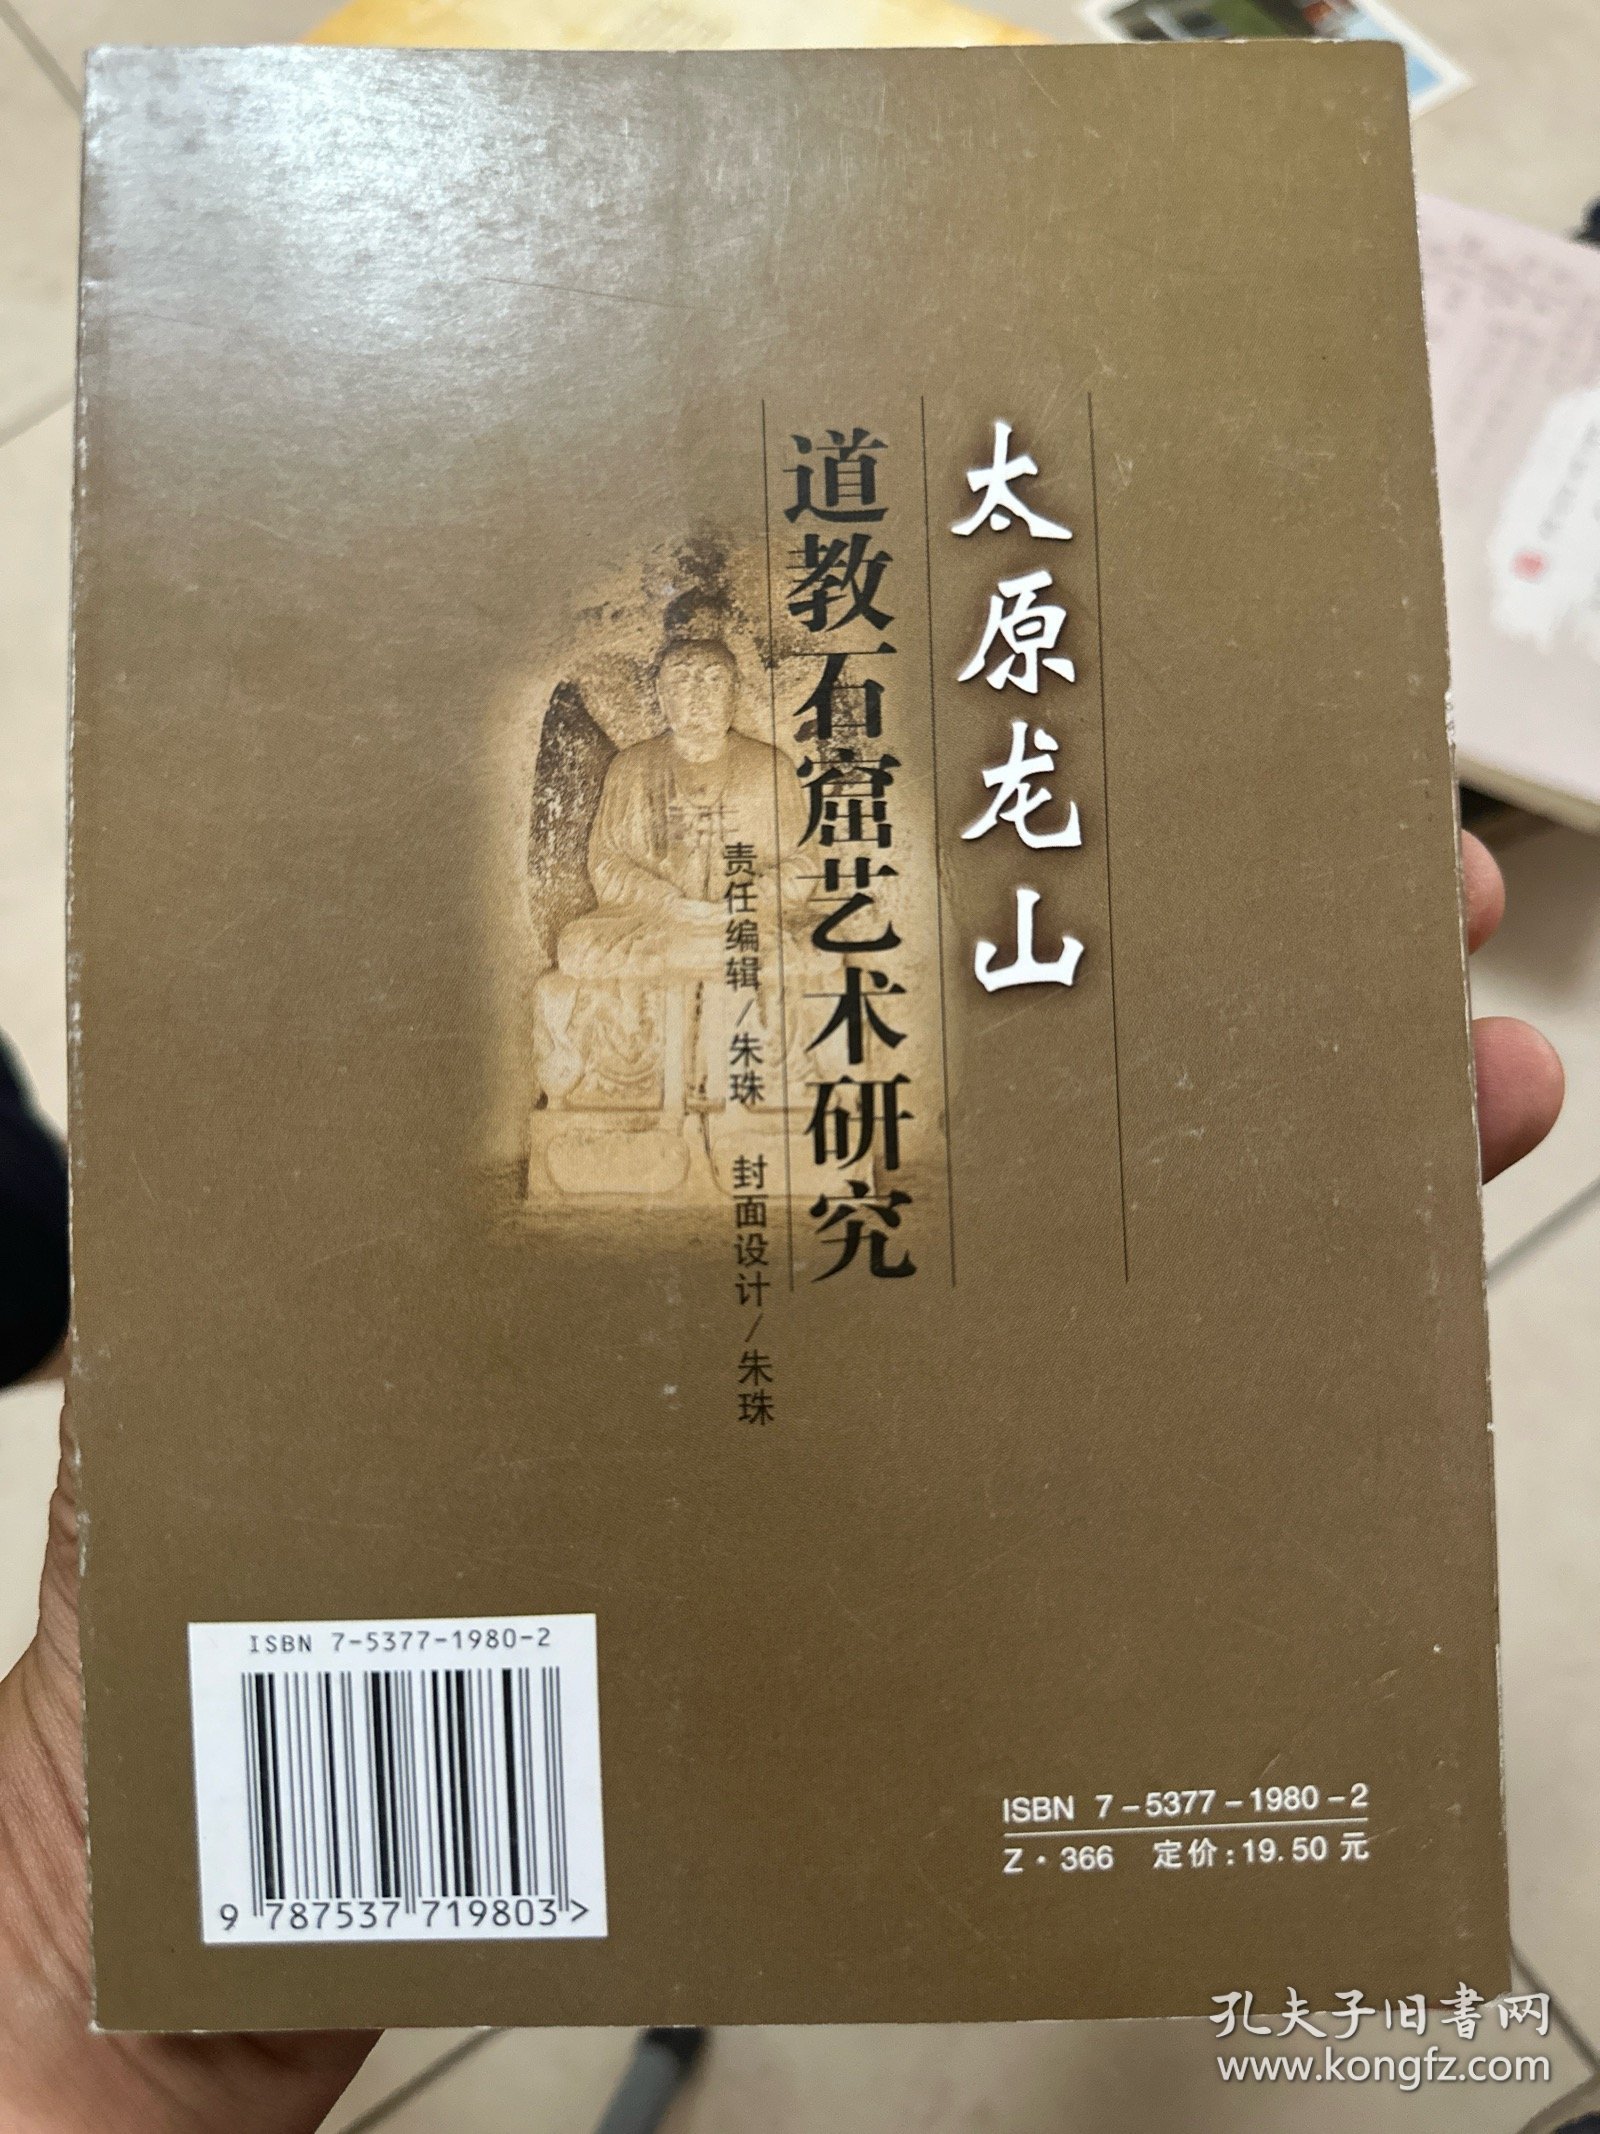 太原龙山
道教石窟艺术研究
责任编辑/朱珠 封面设计/朱珠
ISBN 7-5377-1980-2
9 787537 719803>
ISBN 7-5377-1980-2
Z·366 定价:19.50元
孔夫子旧书网
www.kongfz.com